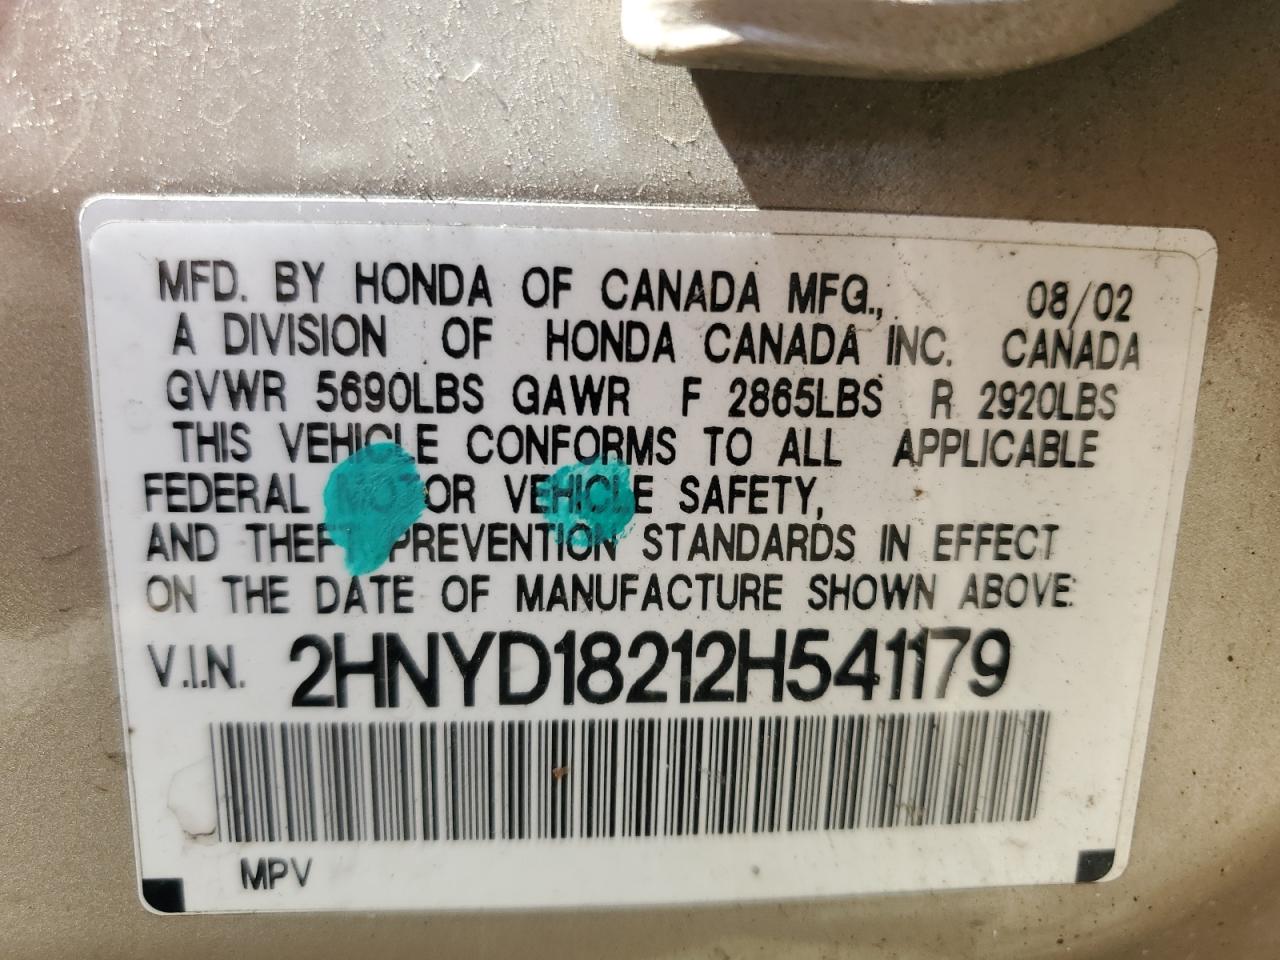 MFD. BY HONDA OF CANADA MFG., 08/02
A DIVISION OF HONDA CANADA INC. CANADA
GVWR 5690LBS GAWR F 2865LBS R 2920LBS
THIS VEHICLE CONFORMS TO ALL APPLICABLE
FEDERAL MOTOR VEHICLE SAFETY,
AND THEFT PREVENTION STANDARDS IN EFFECT
ON THE DATE OF MANUFACTURE SHOWN ABOVE:
V.I.N. 2HNYD18212H541179
MPV